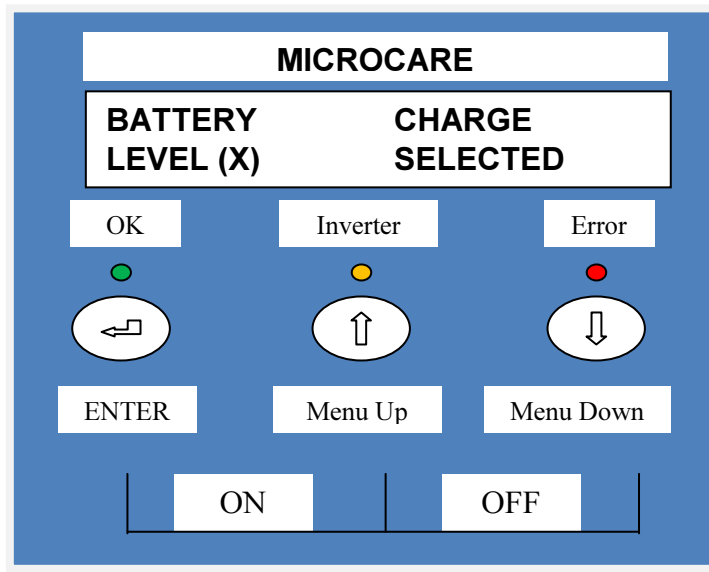 MICROCARE
BATTERY CHARGE
LEVEL (X) SELECTED
OK Inverter Error
ENTER Menu Up Menu Down
ON OFF